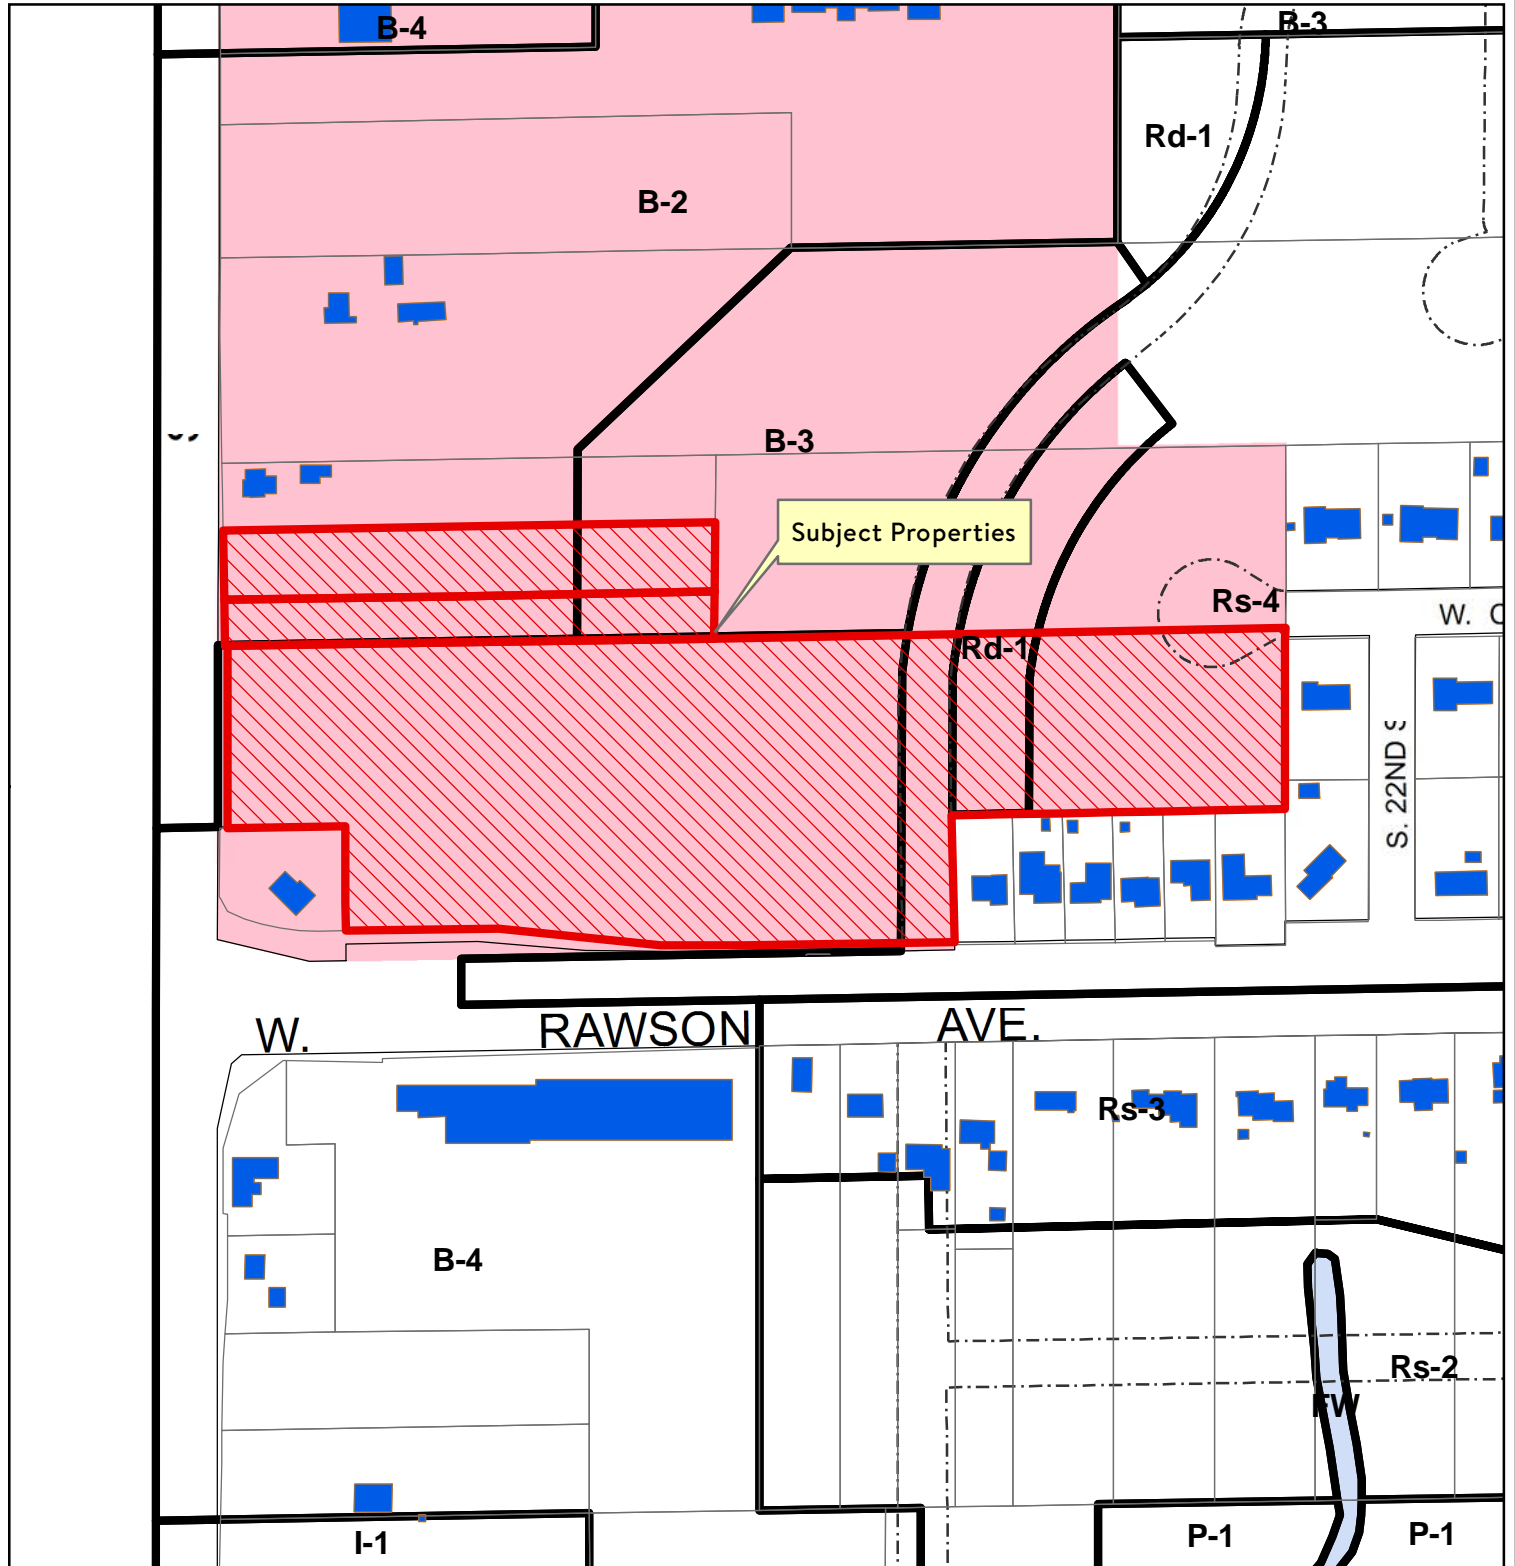 B-4
B-3
Rd-1
B-2
B-3
Subject Properties
Rs-4
W.
Rd-1
S. 22ND
W. RAWSON AVE.
Rs-3
B-4
Rs-2
FW
I-1
P-1
P-1